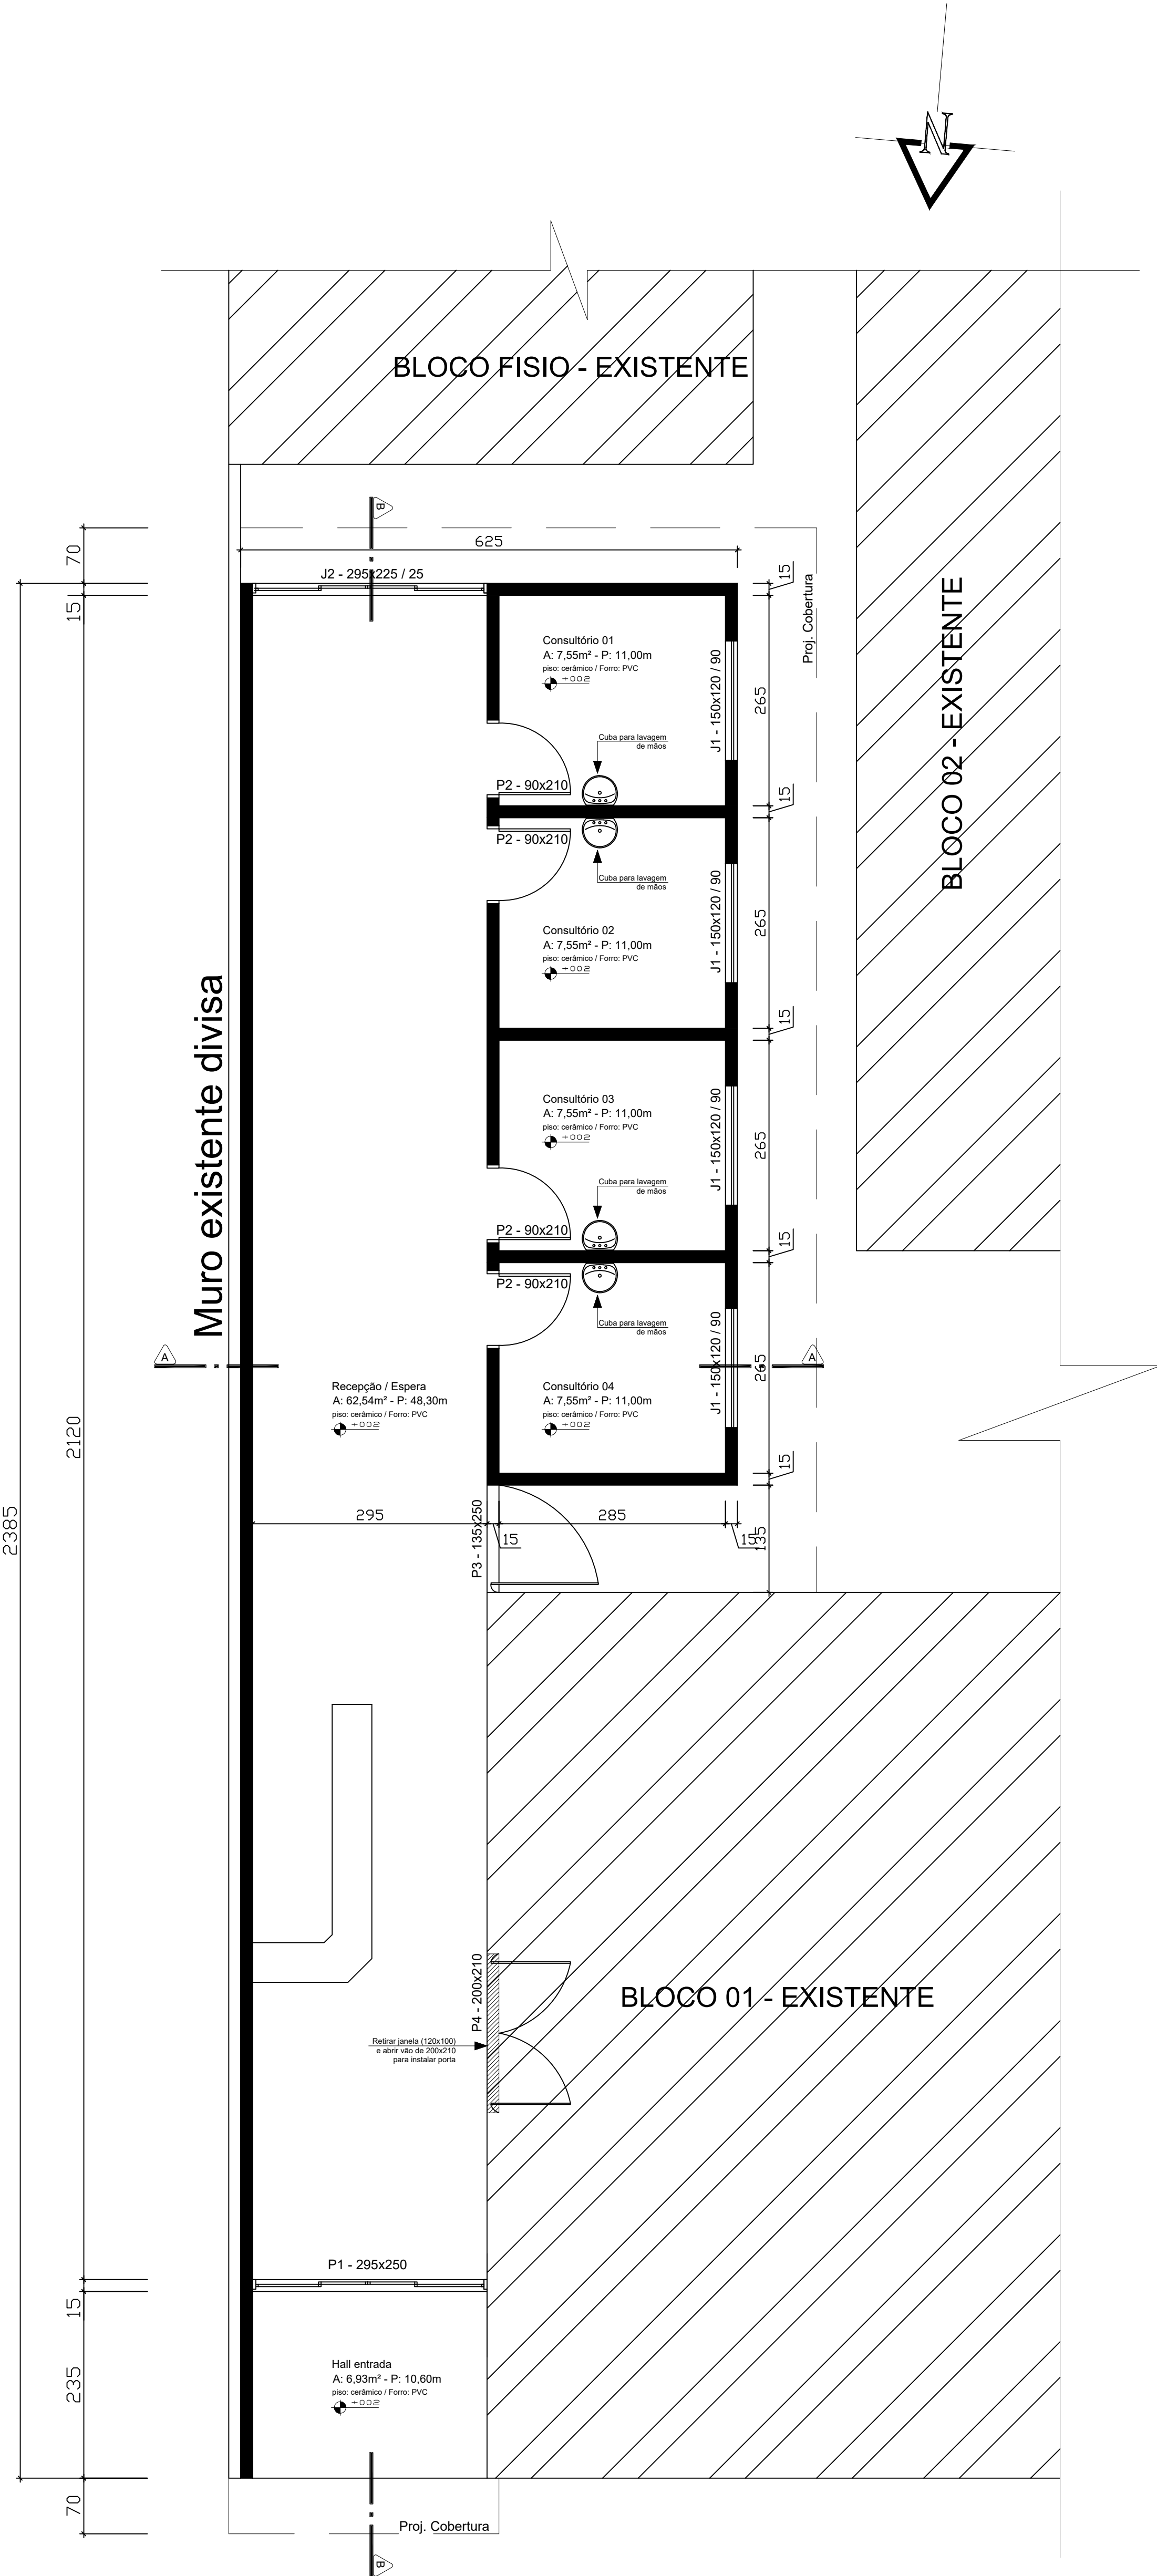 N
BLOCO FISIO - EXISTENTE
B
70
625
15
J2 - 295x225 / 25
15
Proj. Cobertura
BLOCO 02 - EXISTENTE
Consultório 01
A: 7,55m² - P: 11,00m
piso: cerâmico / Forro: PVC
+002
J1 - 150x120 / 90
265
Cuba para lavagem
de mãos
P2 - 90x210
15
P2 - 90x210
Cuba para lavagem
de mãos
J1 - 150x120 / 90
265
Consultório 02
A: 7,55m² - P: 11,00m
piso: cerâmico / Forro: PVC
+002
15
Muro existente divisa
Consultório 03
A: 7,55m² - P: 11,00m
piso: cerâmico / Forro: PVC
+002
J1 - 150x120 / 90
265
Cuba para lavagem
de mãos
P2 - 90x210
15
P2 - 90x210
Cuba para lavagem
de mãos
J1 - 150x120 / 90
265
A
A
Recepção / Espera
A: 62,54m² - P: 48,30m
piso: cerâmico / Forro: PVC
+002
Consultório 04
A: 7,55m² - P: 11,00m
piso: cerâmico / Forro: PVC
+002
2120
15
2385
295
P3 - 135x250
15
285
15
135
P4 - 200x210
BLOCO 01 - EXISTENTE
Retirar janela (120x100)
e abrir vão de 200x210
para instalar porta
P1 - 295x250
15
235
Hall entrada
A: 6,93m² - P: 10,60m
piso: cerâmico / Forro: PVC
+002
70
Proj. Cobertura
B